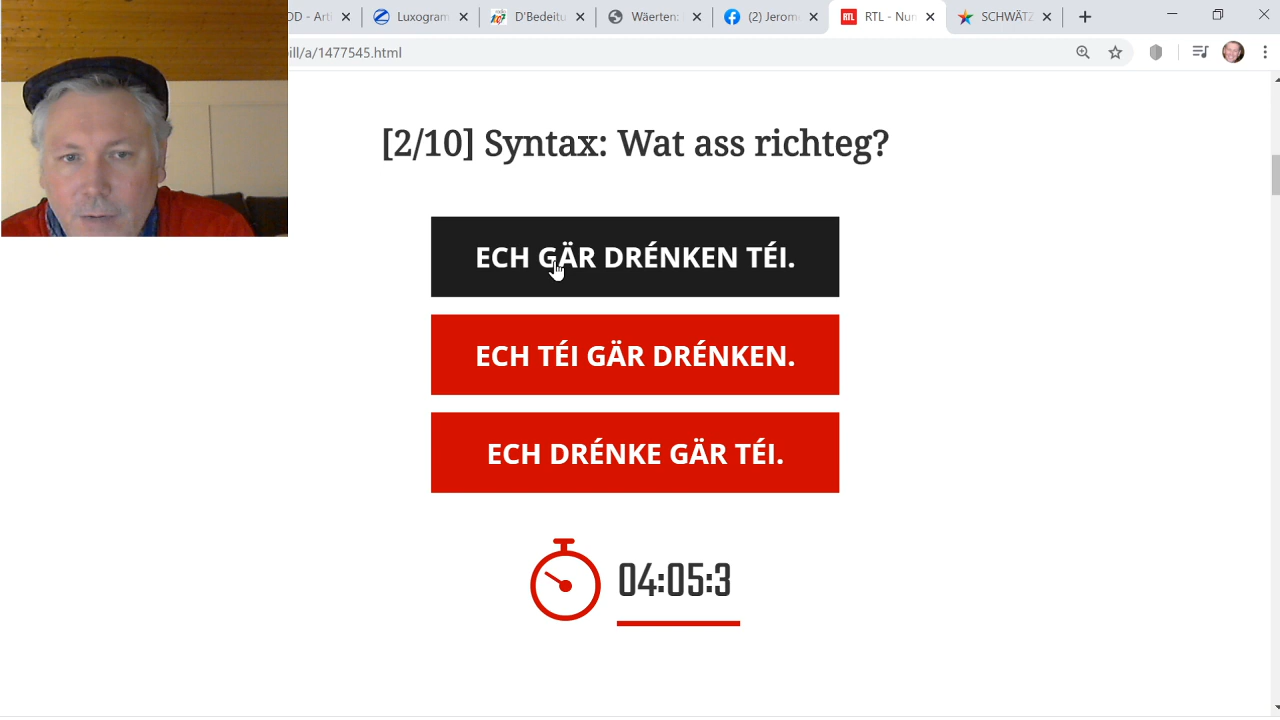 OD - Arti
Luxogram
D'Bedeitu
Wäerten:
(2) Jerom
RTL - Nun
SCHWÄTZ
ill/a/1477545.html
[2/10] Syntax: Wat ass richteg?
ECH GÄR DRÉNKEN TÉI.
ECH TÉI GÄR DRÉNKEN.
ECH DRÉNKE GÄR TÉI.
04:05:3